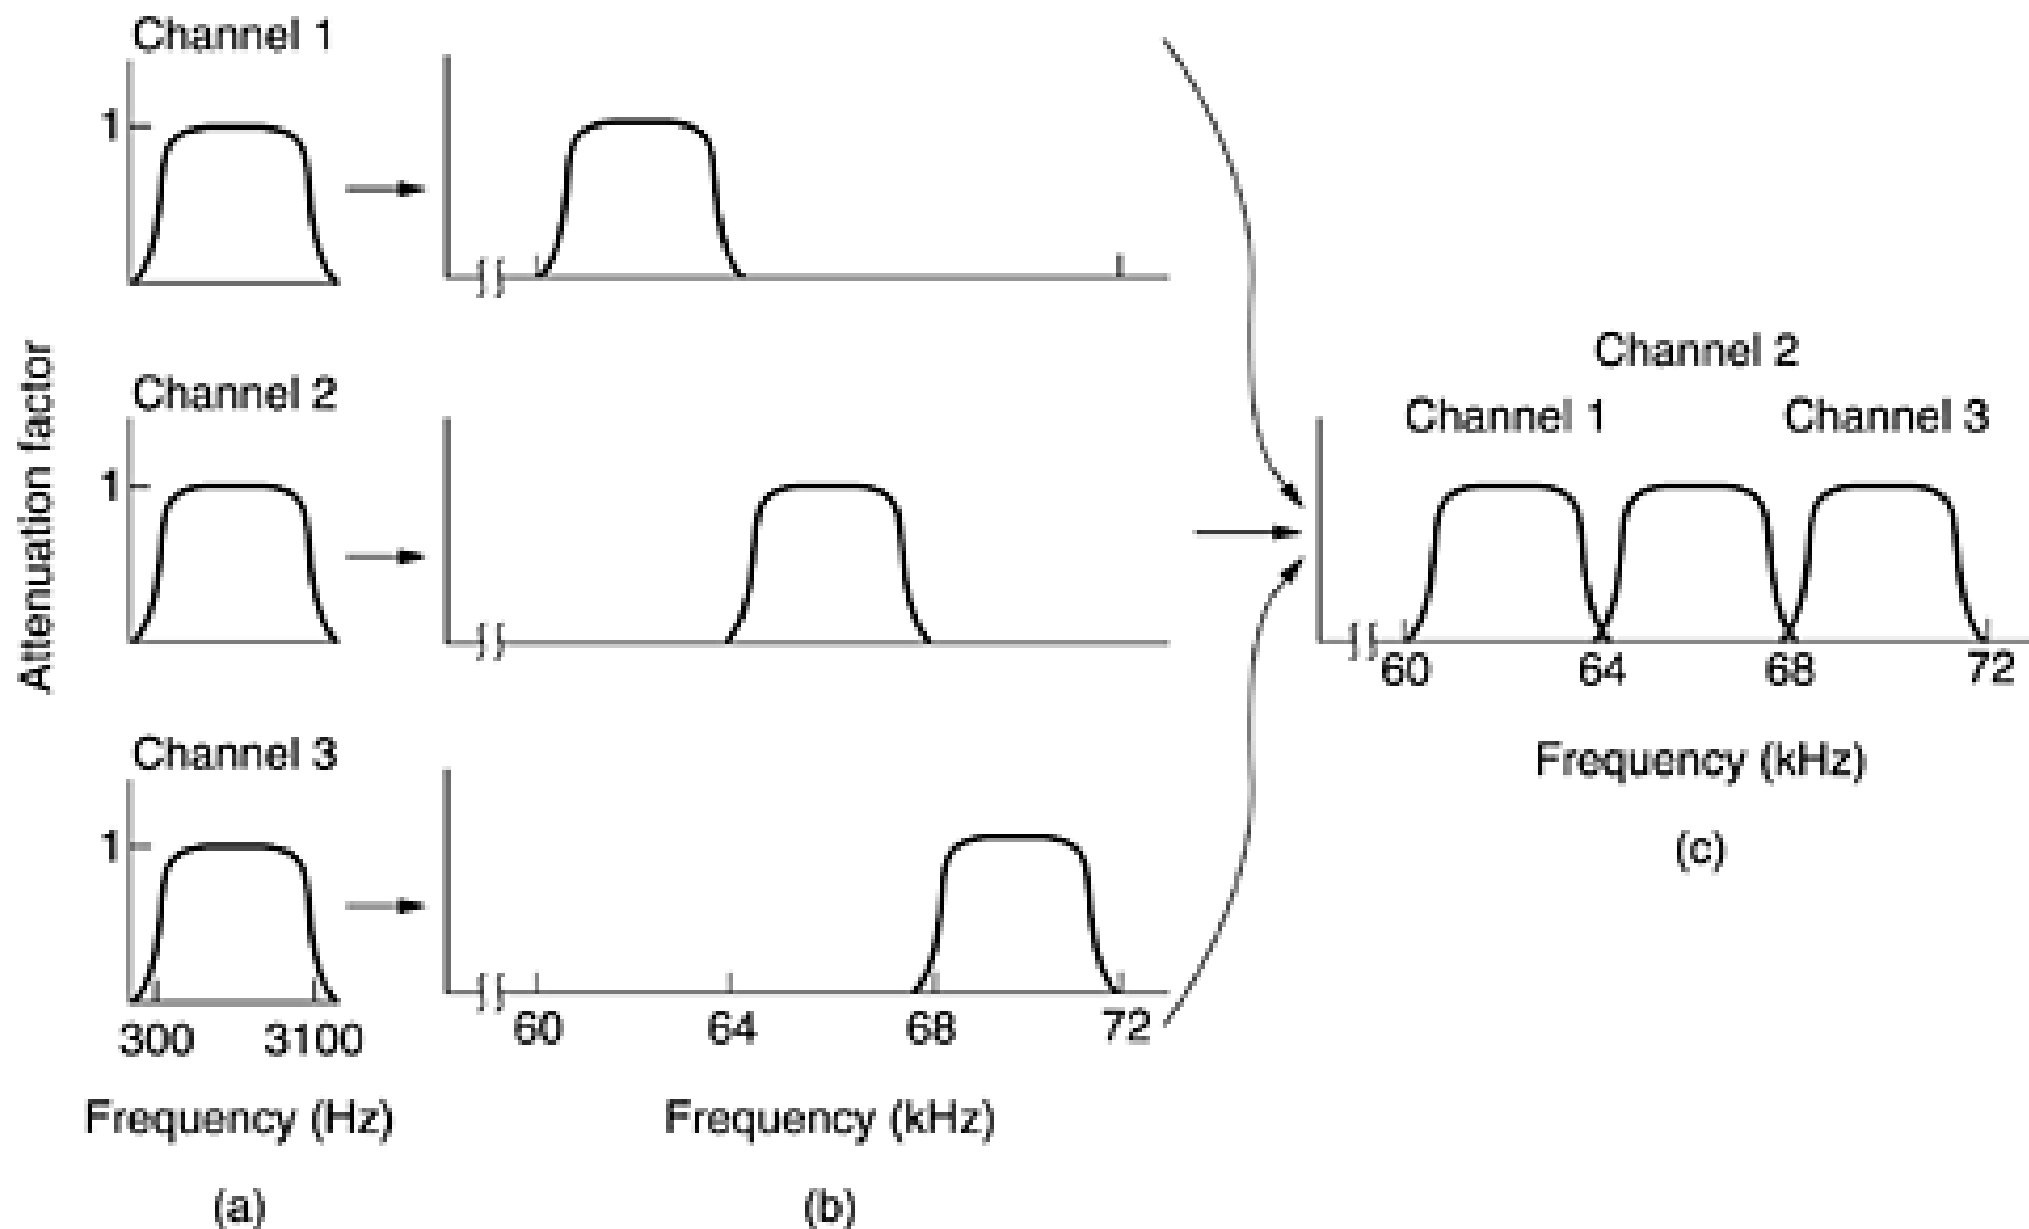 Channel 1
1
Attenuation factor
Channel 2
1
Channel 3
1
300 3100
Frequency (Hz)
(a)
60 64 68 72
Frequency (kHz)
(b)
Channel 2
Channel 1 Channel 3
60 64 68 72
Frequency (kHz)
(c)